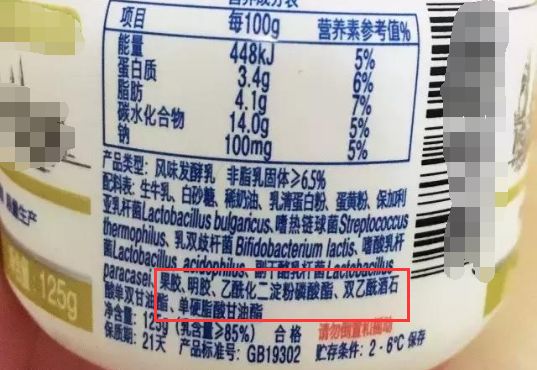 项目 每100g 营养素参考值%
能量 448kJ 5%
蛋白质 3.4g 6%
脂肪 4.1g 7%
碳水化合物 14.0g 5%
钠 100mg 5%
产品类型：风味发酵乳 非脂乳固体≥6.5%
配料表：生牛乳、白砂糖、稀奶油、乳清蛋白粉、蛋黄粉、保加利
亚乳杆菌Lactobacillus bulgaricus、嗜热链球菌Streptococcus
thermophilus、乳双歧杆菌Bifidobacterium lactis、嗜酸乳杆
菌Lactobacillus acidophilus、副干酪乳杆菌Lactobacillus
paracasei、果胶、明胶、乙酰化二淀粉磷酸酯、双乙酰酒石
酸单双甘油酯、单硬脂酸甘油酯
净含量：125g（乳含量≥85%） 合格 请勿倒置和摇动
保质期：21天 产品标准号：GB19302 贮存条件：2-6℃保存
质量生产
125g